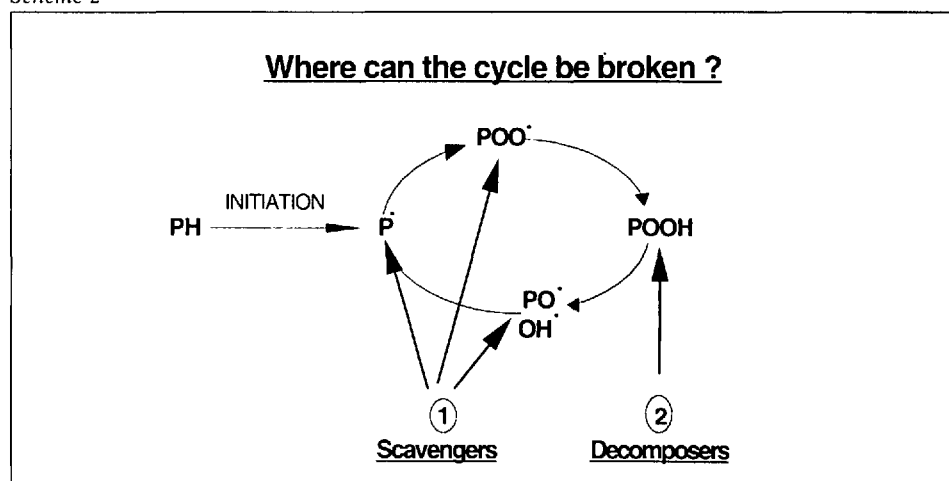 Scheme 2
Where can the cycle be broken ?
POO˙
INITIATION
PH
P˙
POOH
PO˙
OH˙
1
2
Scavengers
Decomposers